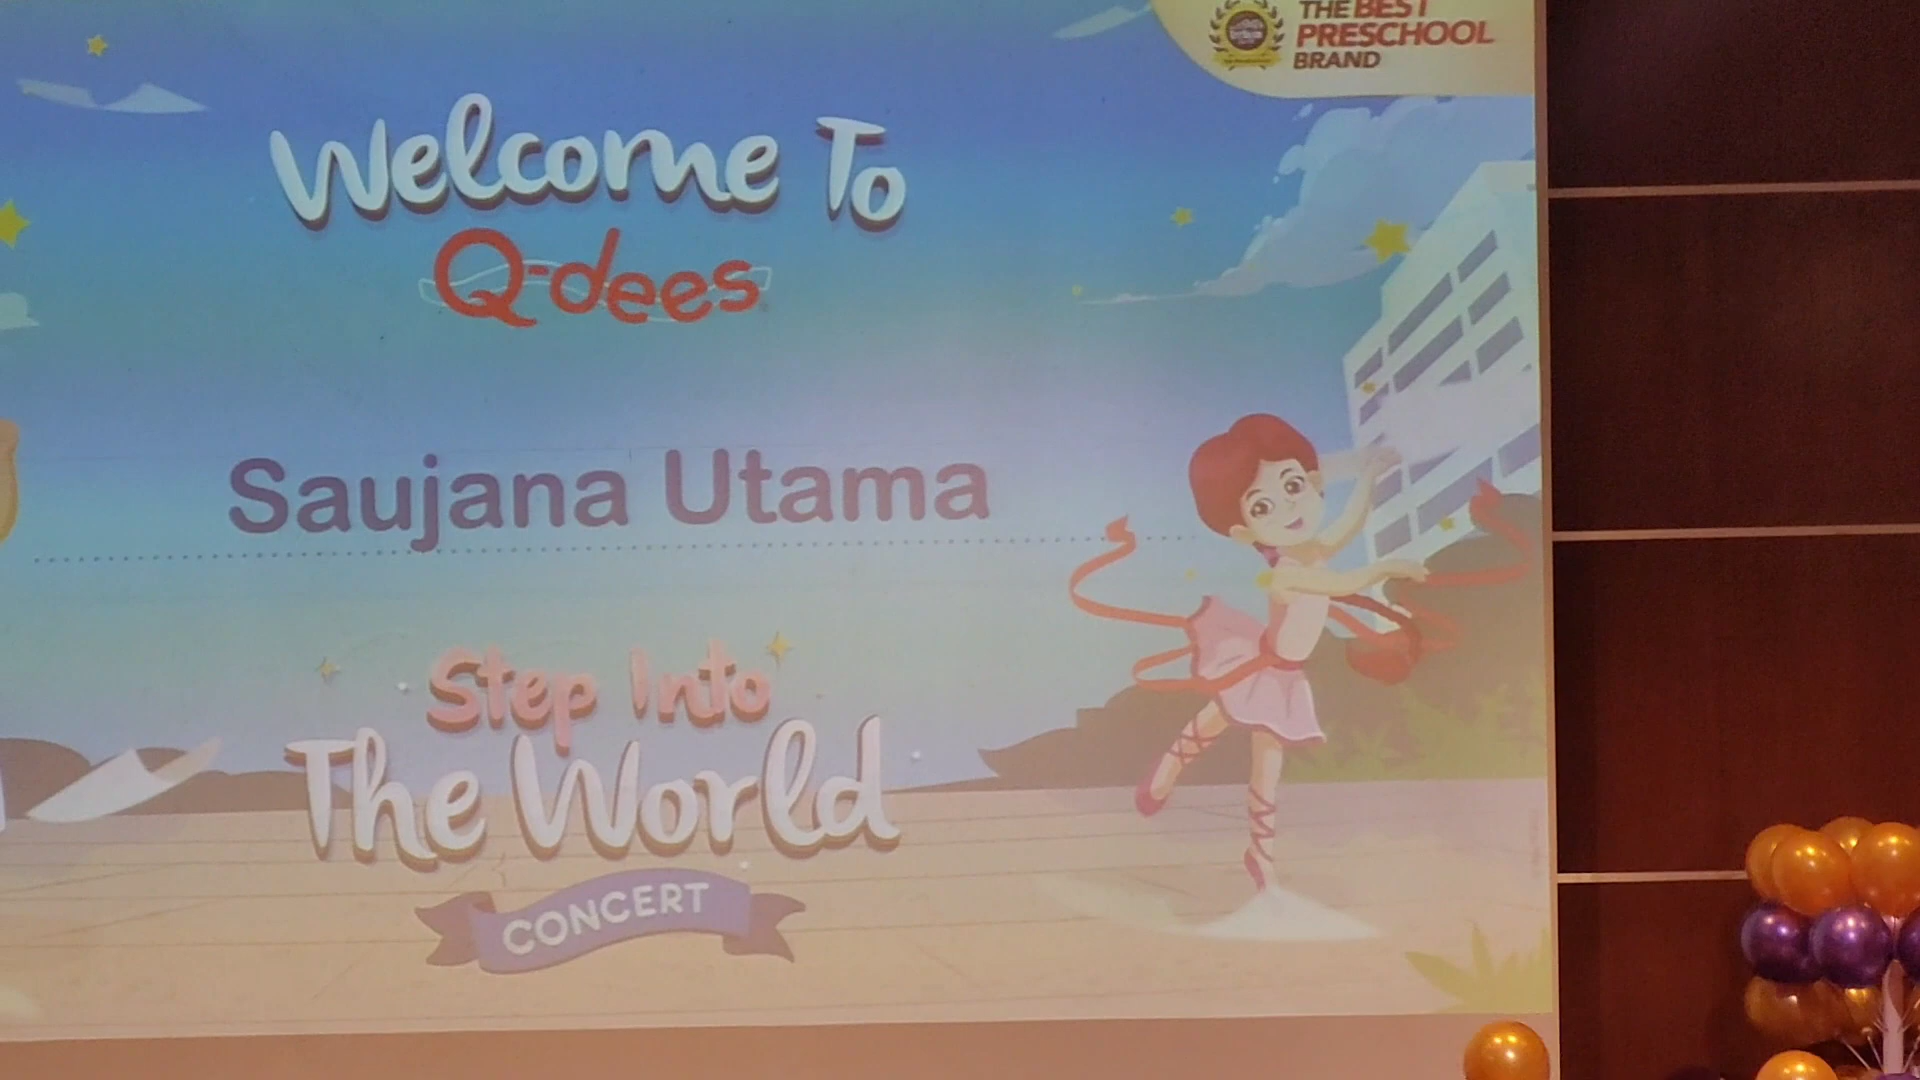 THE BEST
PRESCHOOL
BRAND
Welcome To
Q-dees
Saujana Utama
Step Into
The World
CONCERT